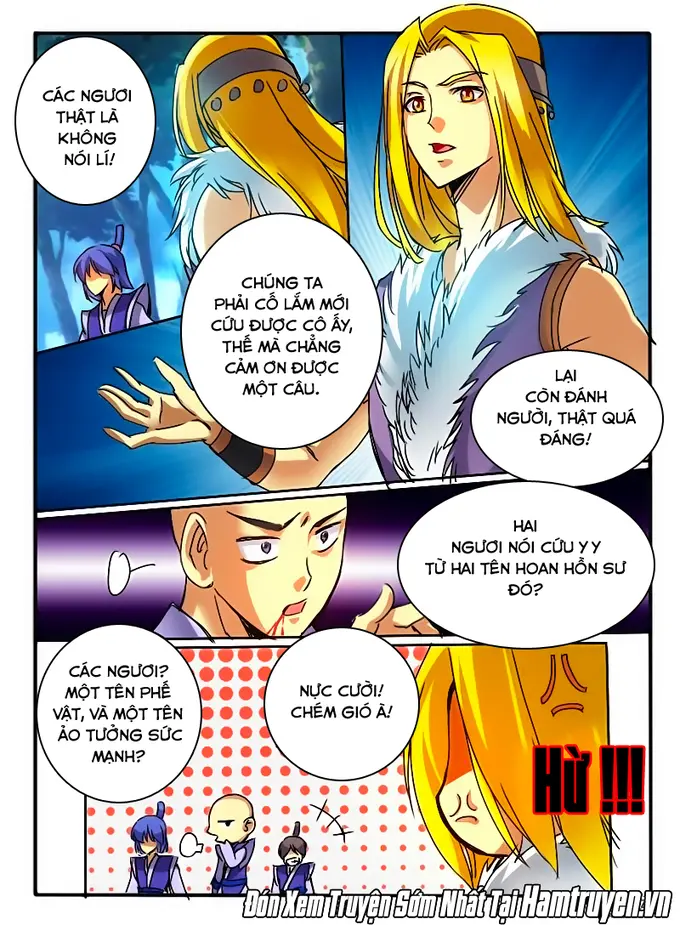 CÁC NGƯƠI
THẬT LÀ
KHÔNG
NÓI LÍ!
CHÚNG TA
PHẢI CỐ LẮM MỚI
CỨU ĐƯỢC CÔ ẤY,
THẾ MÀ CHẲNG
CẢM ƠN ĐƯỢC
MỘT CÂU.
LẠI
CÒN ĐÁNH
NGƯỜI, THẬT QUÁ
ĐÁNG!
HAI
NGƯƠI NÓI CỨU Y Y
TỪ HAI TÊN HOAN HỒN SƯ
ĐÓ?
CÁC NGƯƠI?
MỘT TÊN PHẾ
VẬT, VÀ MỘT TÊN
ẢO TƯỞNG SỨC
MẠNH?
NỰC CƯỜI!
CHÉM GIÓ À!
HỪ !!!
Đón Xem Truyện Sớm Nhất Tại Hamtruyen.vn